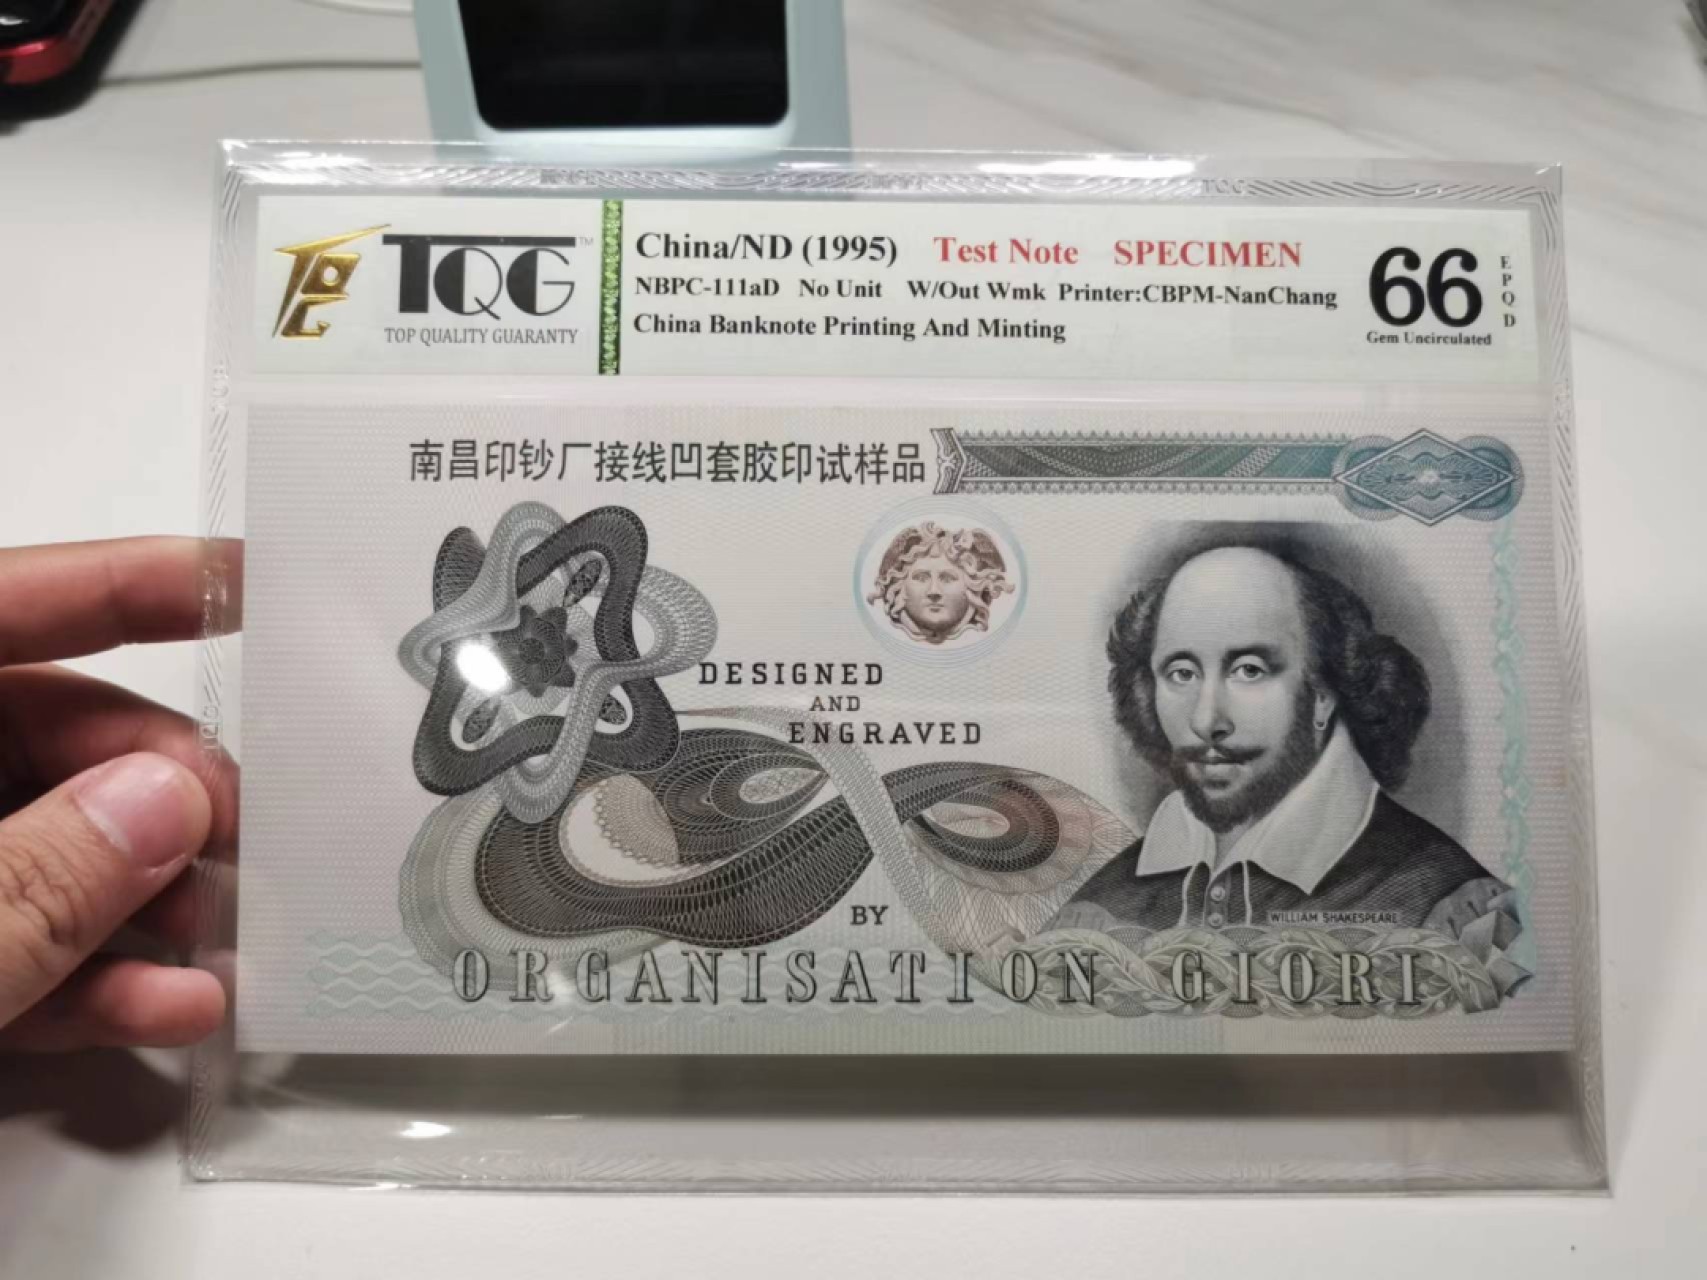 TQG™
TOP QUALITY GUARANTY
China/ND (1995) Test Note SPECIMEN
NBPC-111aD No Unit W/Out Wmk Printer:CBPM-NanChang
China Banknote Printing And Minting
66
EPQD
Gem Uncirculated
南昌印钞厂接线凹套胶印试样品
DESIGNED
AND
ENGRAVED
BY
WILLIAM SHAKESPEARE
ORGANISATION GIORI